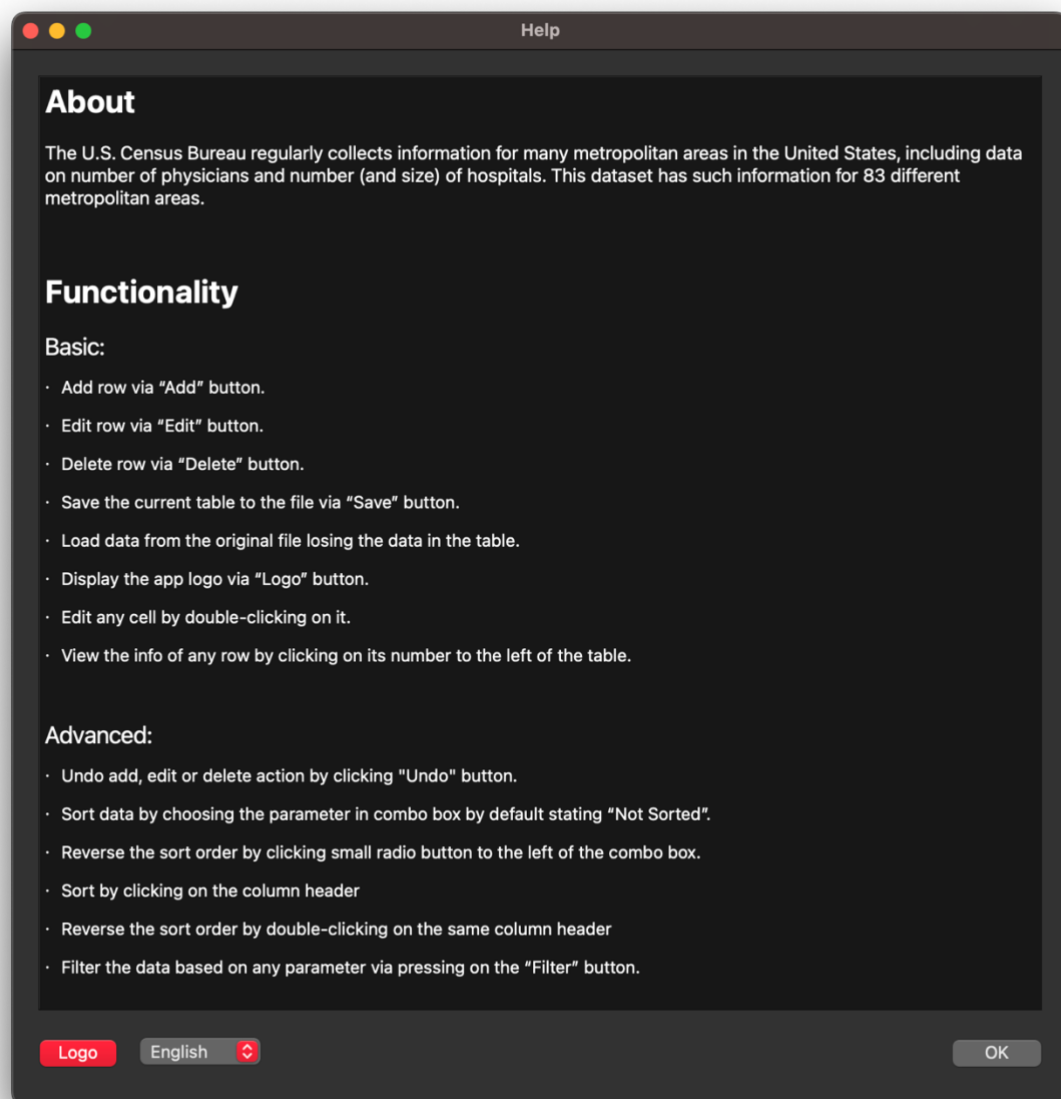 Help
About
The U.S. Census Bureau regularly collects information for many metropolitan areas in the United States, including data
on number of physicians and number (and size) of hospitals. This dataset has such information for 83 different
metropolitan areas.
Functionality
Basic:
· Add row via “Add” button.
· Edit row via “Edit” button.
· Delete row via “Delete” button.
· Save the current table to the file via “Save” button.
· Load data from the original file losing the data in the table.
· Display the app logo via “Logo” button.
· Edit any cell by double-clicking on it.
· View the info of any row by clicking on its number to the left of the table.
Advanced:
· Undo add, edit or delete action by clicking "Undo" button.
· Sort data by choosing the parameter in combo box by default stating “Not Sorted”.
· Reverse the sort order by clicking small radio button to the left of the combo box.
· Sort by clicking on the column header
· Reverse the sort order by double-clicking on the same column header
· Filter the data based on any parameter via pressing on the “Filter” button.
Logo English OK